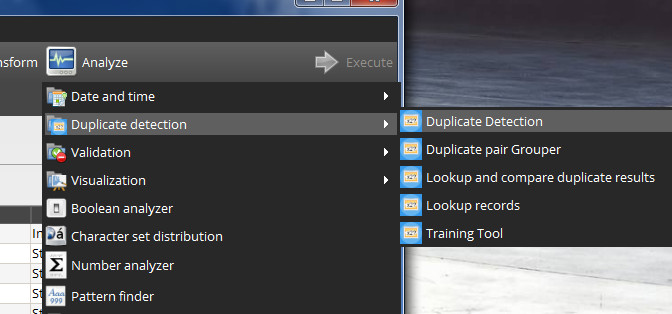 nsform
Analyze
Execute
Date and time
Duplicate detection
Duplicate Detection
Validation
Duplicate pair Grouper
Visualization
Lookup and compare duplicate results
Boolean analyzer
Lookup records
Character set distribution
Training Tool
Number analyzer
Pattern finder
In
St
St
St
St